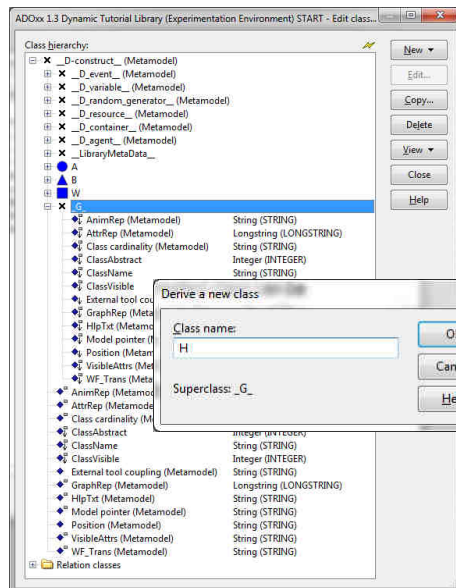 ADOxx 1.3 Dynamic Tutorial Library (Experimentation Environment) START - Edit class...
Class hierarchy:
__D-construct__ (Metamodel)
__D_event__ (Metamodel)
__D_variable__ (Metamodel)
__D_random_generator__ (Metamodel)
__D_resource__ (Metamodel)
__D_container__ (Metamodel)
__D_agent__ (Metamodel)
__LibraryMetaData__
A
B
W
_G_
AnimRep (Metamodel) String (STRING)
AttrRep (Metamodel) Longstring (LONGSTRING)
Class cardinality (Metamodel) String (STRING)
ClassAbstract Integer (INTEGER)
ClassName String (STRING)
ClassVisible
External tool coup
GraphRep (Metam
HlpTxt (Metamo
Model pointer (M
Position (Metamo
VisibleAttrs (Met
WF_Trans (Meta
AnimRep (Metamode
AttrRep (Metamodel
Class cardinality (Me
ClassAbstract Integer (INTEGER)
ClassName String (STRING)
ClassVisible Integer (INTEGER)
External tool coupling (Metamodel) String (STRING)
GraphRep (Metamodel) Longstring (LONGSTRING)
HlpTxt (Metamodel) String (STRING)
Model pointer (Metamodel) String (STRING)
Position (Metamodel) String (STRING)
VisibleAttrs (Metamodel) String (STRING)
WF_Trans (Metamodel) String (STRING)
Relation classes
New
Edit...
Copy...
Delete
View
Close
Help
Derive a new class
Class name:
H
Superclass: _G_
O
Can
He